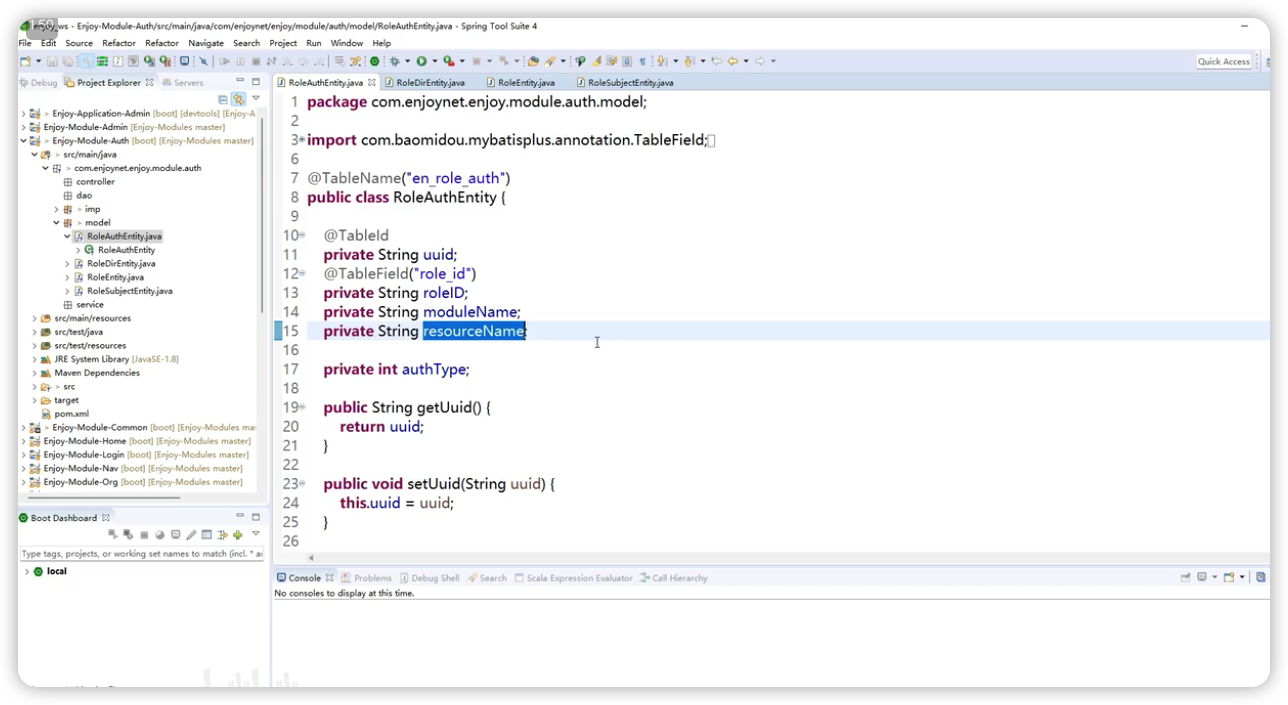 enjoy_ws - Enjoy-Module-Auth/src/main/java/com/enjoynet/enjoy/module/auth/model/RoleAuthEntity.java - Spring Tool Suite 4
File Edit Source Refactor Refactor Navigate Search Project Run Window Help
Quick Access
Debug Project Explorer Servers
RoleAuthEntity.java RoleDirEntity.java RoleEntity.java RoleSubjectEntity.java
> Enjoy-Application-Admin [boot] [devtools] [Enjoy-A
Enjoy-Module-Admin [boot] [Enjoy-Modules master]
> Enjoy-Module-Auth [boot] [Enjoy-Modules master]
> src/main/java
> com.enjoynet.enjoy.module.auth
controller
dao
> imp
> model
RoleAuthEntity.java
RoleAuthEntity
RoleDirEntity.java
RoleEntity.java
RoleSubjectEntity.java
service
src/main/resources
src/test/java
src/test/resources
JRE System Library [JavaSE-1.8]
Maven Dependencies
> src
target
pom.xml
> Enjoy-Module-Common [boot] [Enjoy-Modules mas
Enjoy-Module-Home [boot] [Enjoy-Modules master]
Enjoy-Module-Login [boot] [Enjoy-Modules master]
Enjoy-Module-Nav [boot] [Enjoy-Modules master]
Enjoy-Module-Org [boot] [Enjoy-Modules master]
1 package com.enjoynet.enjoy.module.auth.model;
2
3 import com.baomidou.mybatisplus.annotation.TableField;
6
7 @TableName("en_role_auth")
8 public class RoleAuthEntity {
9
10 @TableId
11 private String uuid;
12 @TableField("role_id")
13 private String roleID;
14 private String moduleName;
15 private String resourceName;
16
17 private int authType;
18
19 public String getUuid() {
20 return uuid;
21 }
22
23 public void setUuid(String uuid) {
24 this.uuid = uuid;
25 }
26
Boot Dashboard
Type tags, projects, or working set names to match (incl. * a
local
Console Problems Debug Shell Search Scala Expression Evaluator Call Hierarchy
No consoles to display at this time.